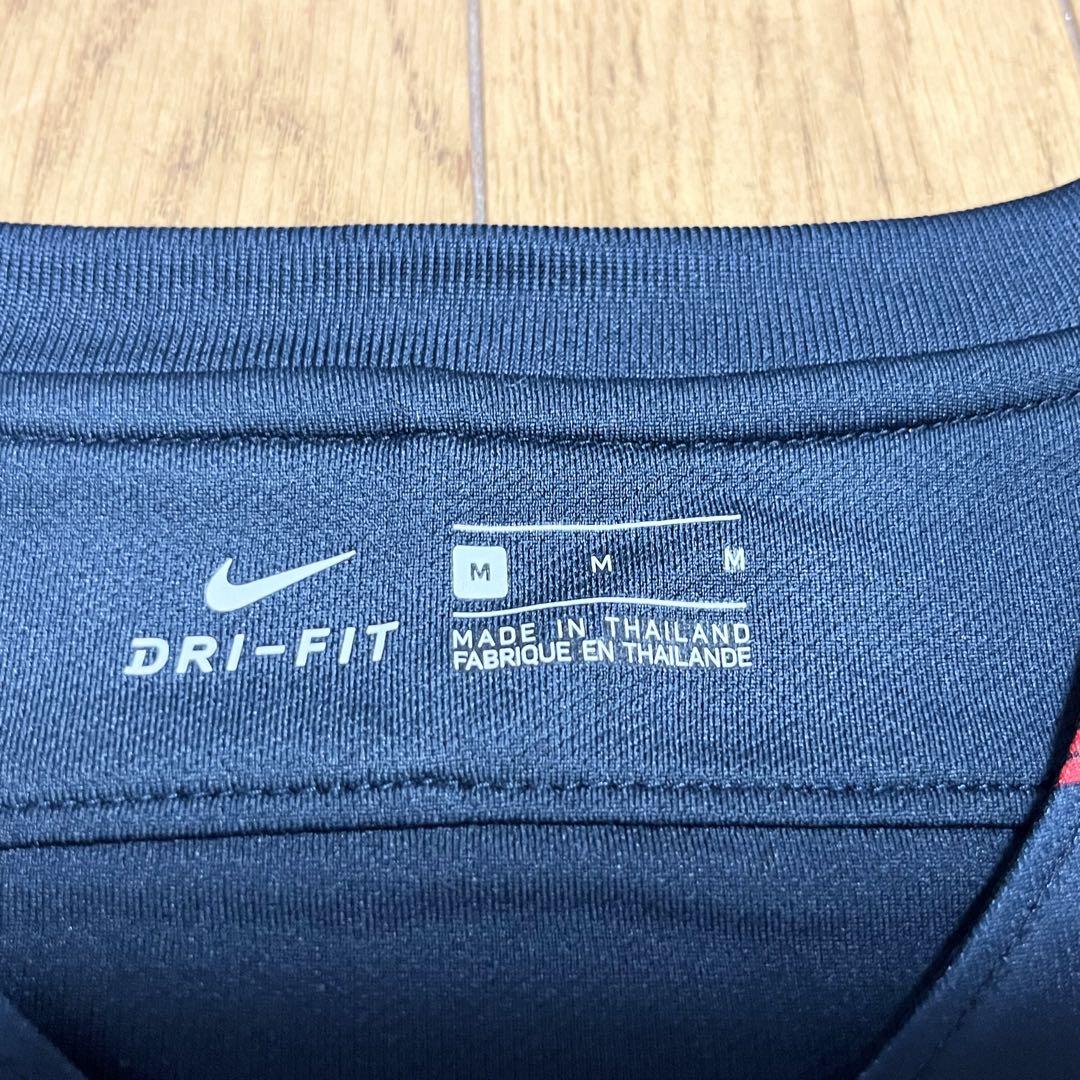 DRI-FIT
M M M
MADE IN THAILAND
FABRIQUE EN THAILANDE